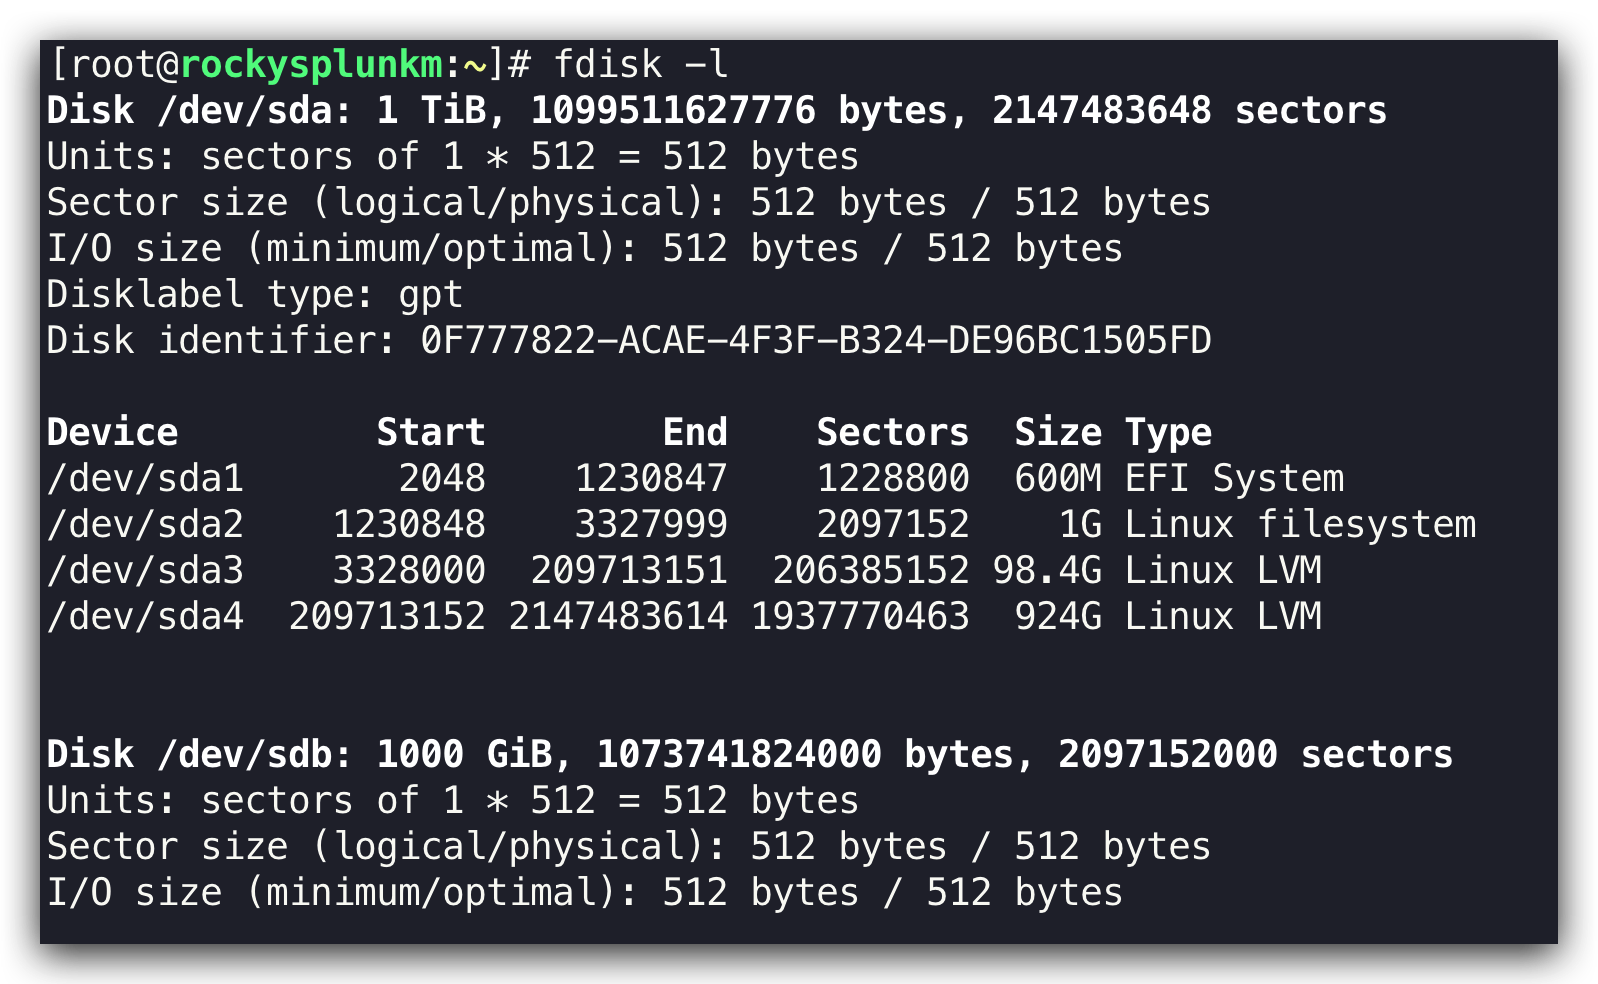 [root@rockysplunkm:~]# fdisk -l
Disk /dev/sda: 1 TiB, 1099511627776 bytes, 2147483648 sectors
Units: sectors of 1 * 512 = 512 bytes
Sector size (logical/physical): 512 bytes / 512 bytes
I/O size (minimum/optimal): 512 bytes / 512 bytes
Disklabel type: gpt
Disk identifier: 0F777822-ACAE-4F3F-B324-DE96BC1505FD

Device         Start        End    Sectors  Size Type
/dev/sda1       2048    1230847    1228800  600M EFI System
/dev/sda2    1230848    3327999    2097152    1G Linux filesystem
/dev/sda3    3328000  209713151  206385152 98.4G Linux LVM
/dev/sda4  209713152 2147483614 1937770463  924G Linux LVM

Disk /dev/sdb: 1000 GiB, 1073741824000 bytes, 2097152000 sectors
Units: sectors of 1 * 512 = 512 bytes
Sector size (logical/physical): 512 bytes / 512 bytes
I/O size (minimum/optimal): 512 bytes / 512 bytes